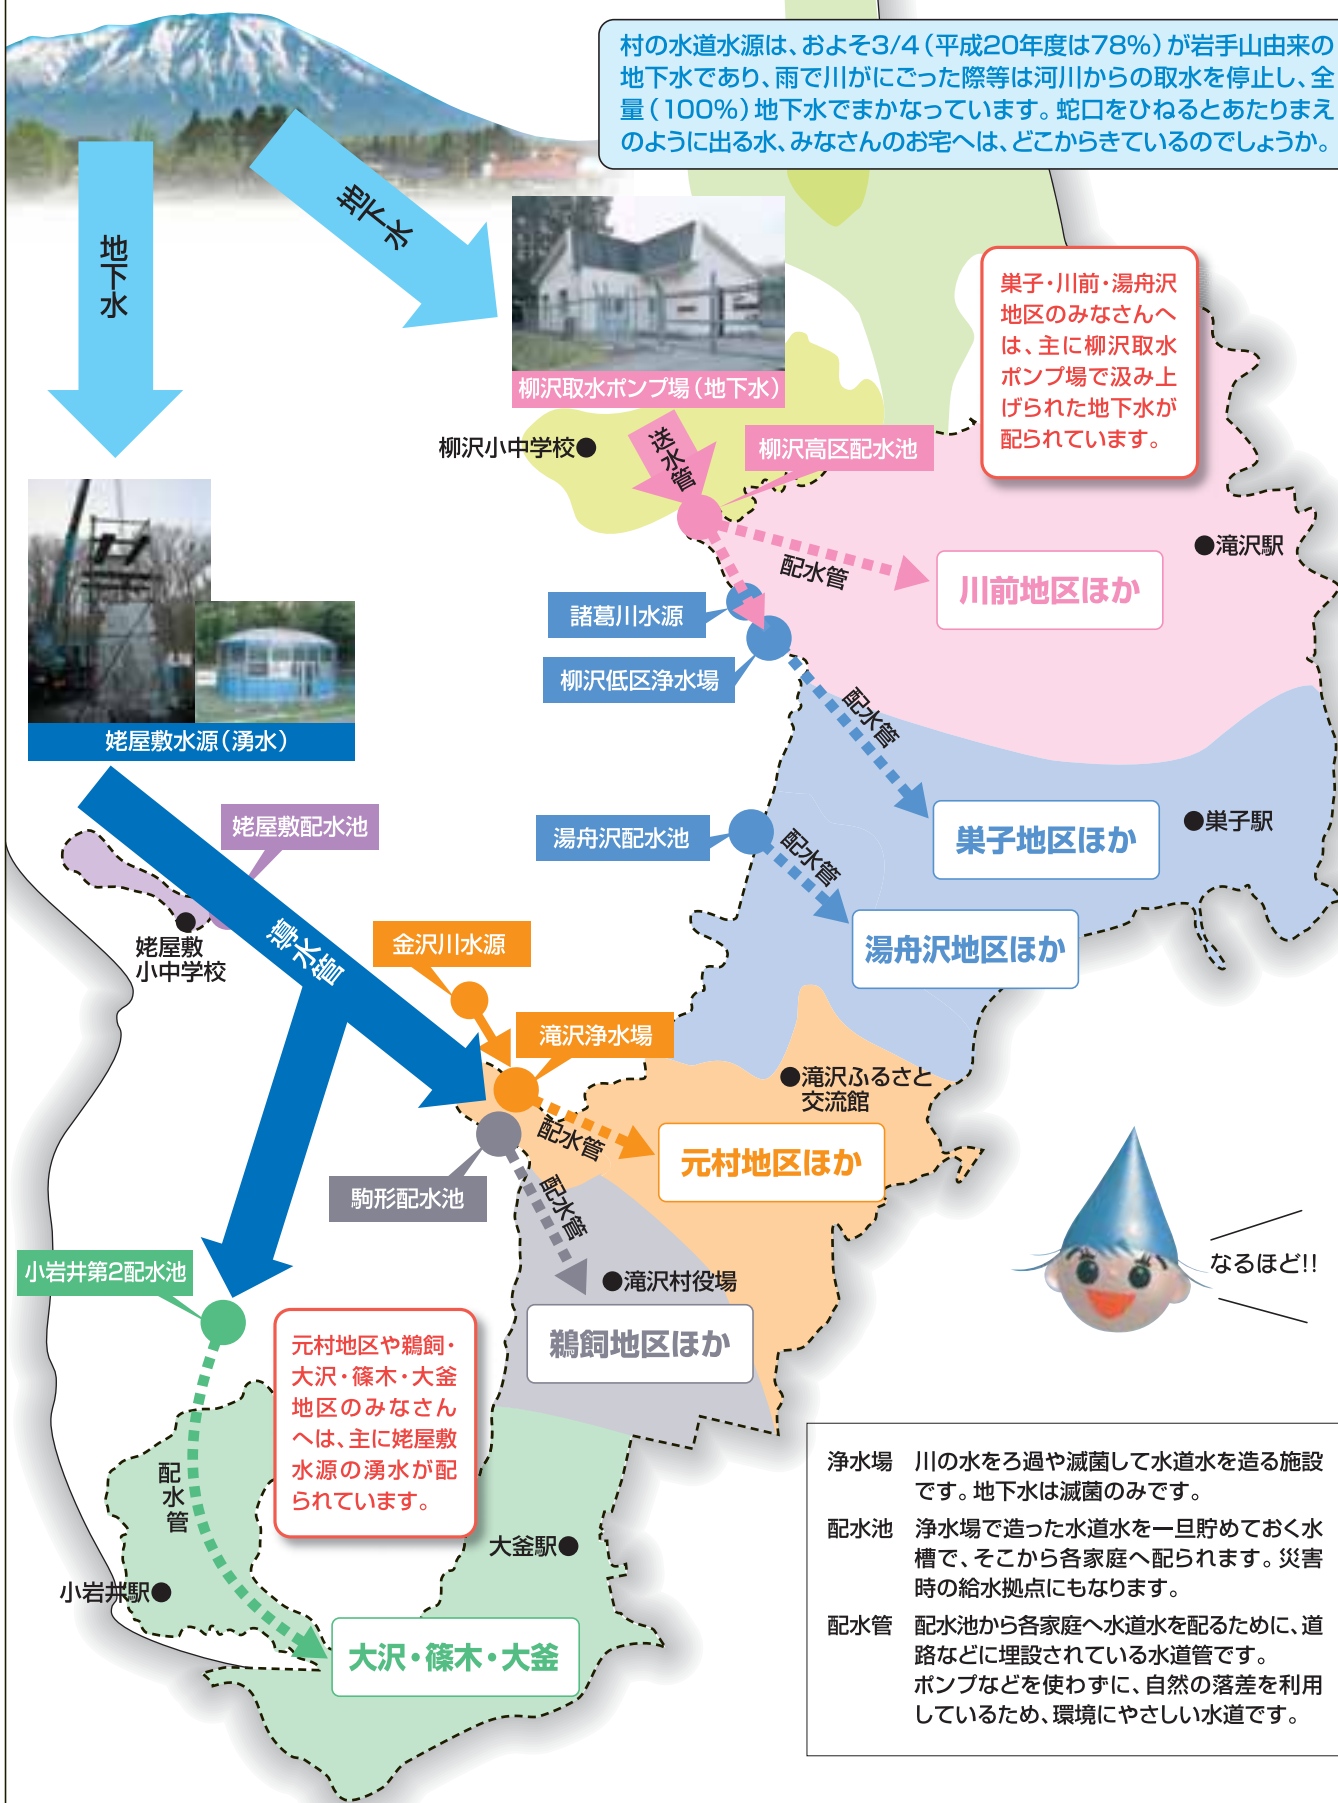 村の水道水源は、およそ3/4（平成20年度は78%）が岩手山由来の
地下水であり、雨で川がにごった際等は河川からの取水を停止し、全
量（100%）地下水でまかなっています。蛇口をひねるとあたりまえ
のように出る水、みなさんのお宅へは、どこからきているのでしょうか。
地下水
地下水
柳沢取水ポンプ場（地下水）
巣子・川前・湯舟沢
地区のみなさんへ
は、主に柳沢取水
ポンプ場で汲み上
げられた地下水が
配られています。
柳沢小中学校
送水管
柳沢高区配水池
滝沢駅
配水管
川前地区ほか
諸葛川水源
柳沢低区浄水場
配水管
姥屋敷水源（湧水）
姥屋敷配水池
湯舟沢配水池
配水管
巣子地区ほか
巣子駅
姥屋敷
小中学校
導水管
金沢川水源
湯舟沢地区ほか
滝沢浄水場
滝沢ふるさと
交流館
配水管
元村地区ほか
駒形配水池
配水管
小岩井第2配水池
滝沢村役場
鵜飼地区ほか
なるほど!!
元村地区や鵜飼・
大沢・篠木・大釜
地区のみなさん
へは、主に姥屋敷
水源の湧水が配
られています。
配水管
大釜駅
小岩井駅
大沢・篠木・大釜
浄水場 川の水をろ過や滅菌して水道水を造る施設
です。地下水は滅菌のみです。
配水池 浄水場で造った水道水を一旦貯めておく水
槽で、そこから各家庭へ配られます。災害
時の給水拠点にもなります。
配水管 配水池から各家庭へ水道水を配るために、道
路などに埋設されている水道管です。
ポンプなどを使わずに、自然の落差を利用
しているため、環境にやさしい水道です。